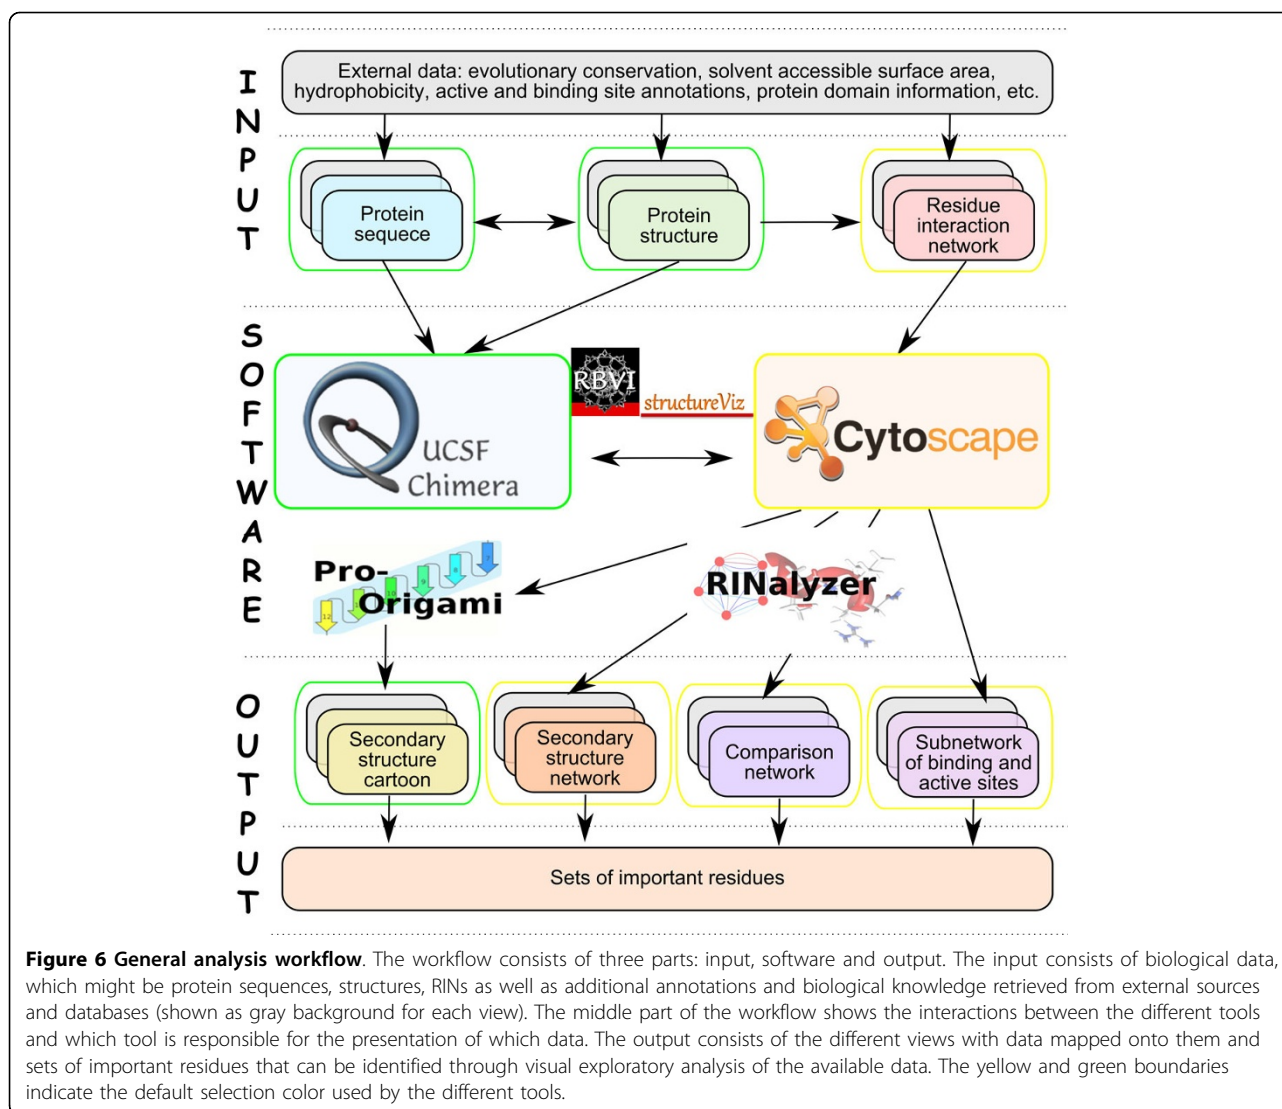 INPUT
External data: evolutionary conservation, solvent accessible surface area,
hydrophobicity, active and binding site annotations, protein domain information, etc.
Protein
sequece
Protein
structure
Residue
interaction
network
SOFTWARE
UCSF
Chimera
RBVI
structureViz
Cytoscape
Pro-
Origami
7
8
9
10
12
RINalyzer
OUTPUT
Secondary
structure
cartoon
Secondary
structure
network
Comparison
network
Subnetwork
of binding and
active sites
Sets of important residues
Figure 6 General analysis workflow. The workflow consists of three parts: input, software and output. The input consists of biological data,
which might be protein sequences, structures, RINs as well as additional annotations and biological knowledge retrieved from external sources
and databases (shown as gray background for each view). The middle part of the workflow shows the interactions between the different tools
and which tool is responsible for the presentation of which data. The output consists of the different views with data mapped onto them and
sets of important residues that can be identified through visual exploratory analysis of the available data. The yellow and green boundaries
indicate the default selection color used by the different tools.